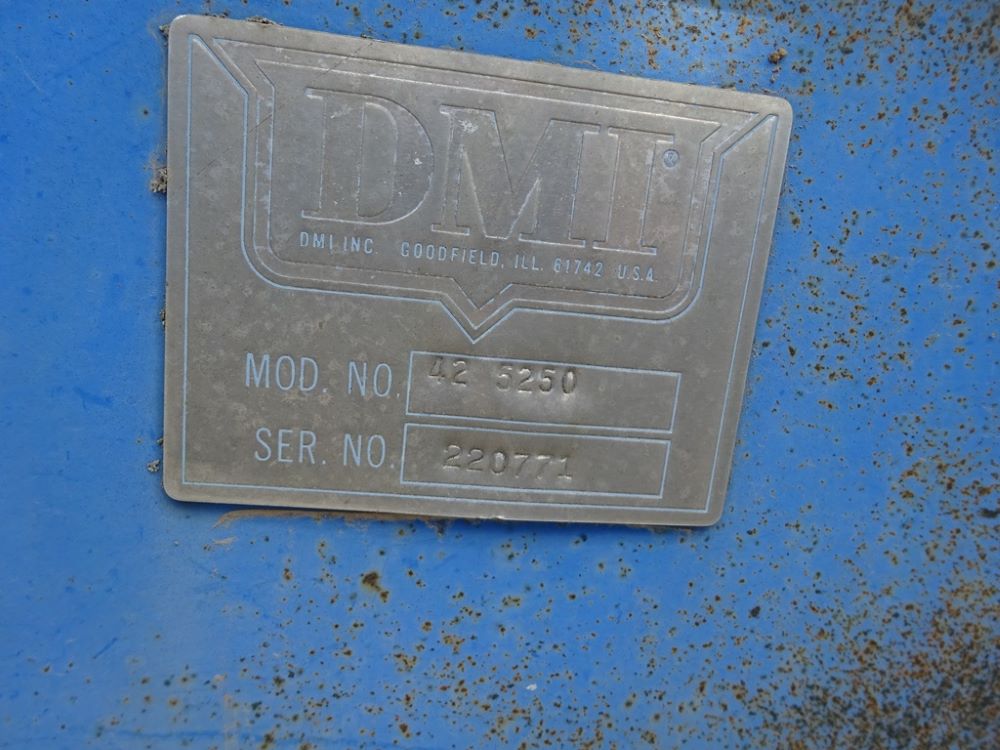 DMI®
DMI, INC. GOODFIELD, ILL. 61742 U.S.A.
MOD. NO. 42 5250
SER. NO. 220771